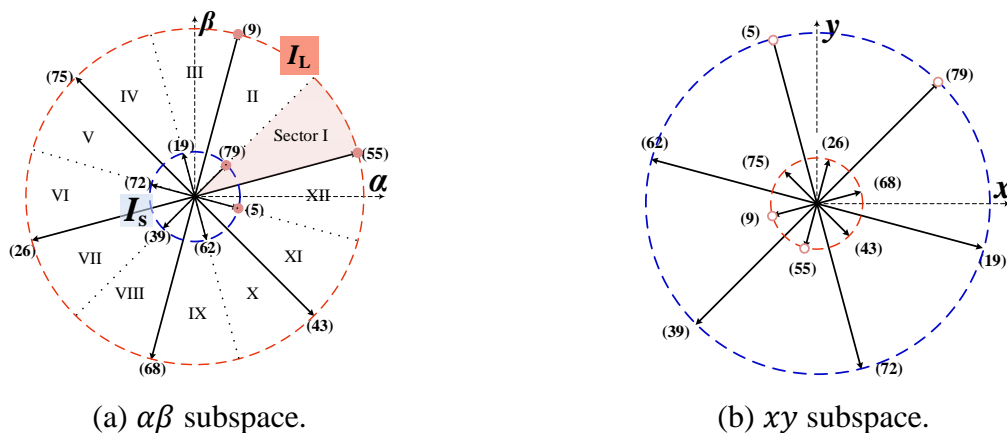 β
(9)
I_L
(75)
III
IV
II
(19)
Sector I
V
(79)
(55)
(72)
α
VI
XII
I_s
(5)
(39)
(62)
(26)
VII
XI
VIII
X
IX
(43)
(68)
(a) αβ subspace.
(5)
y
(79)
(62)
(26)
(75)
(68)
x
(9)
(43)
(55)
(19)
(39)
(72)
(b) xy subspace.